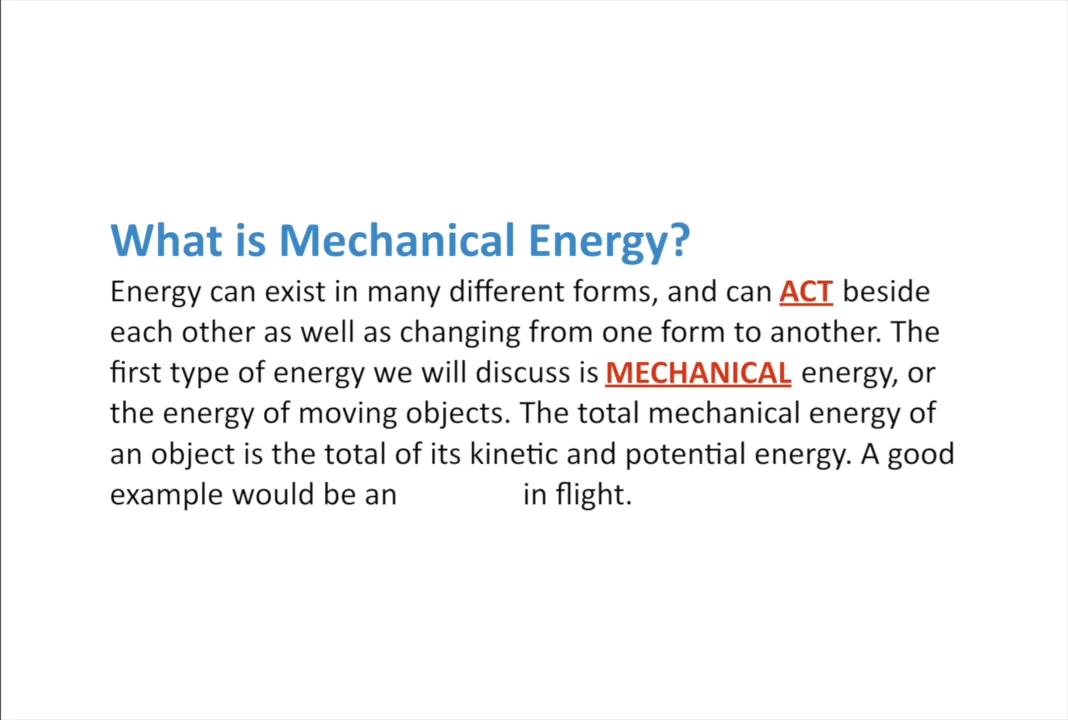 What is Mechanical Energy?
Energy can exist in many different forms, and can ACT beside
each other as well as changing from one form to another. The
first type of energy we will discuss is MECHANICAL energy, or
the energy of moving objects. The total mechanical energy of
an object is the total of its kinetic and potential energy. A good
example would be an in flight.